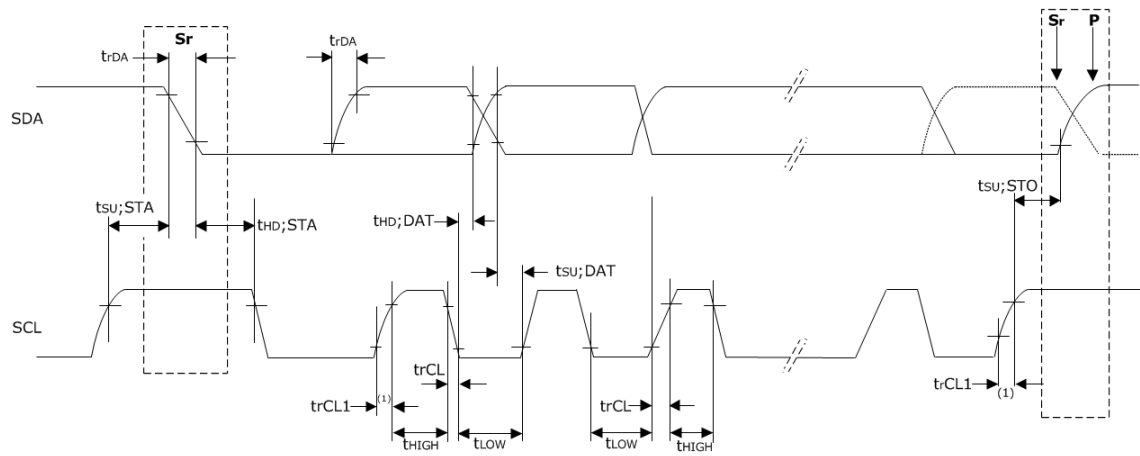 Sr
Sr P
trDA
trDA
SDA
tSU;STO
tSU;STA
tHD;STA
tHD;DAT
tSU;DAT
SCL
trCL
trCL1 (1)
trCL
trCL1 (1)
tHIGH
tLOW
tLOW
tHIGH